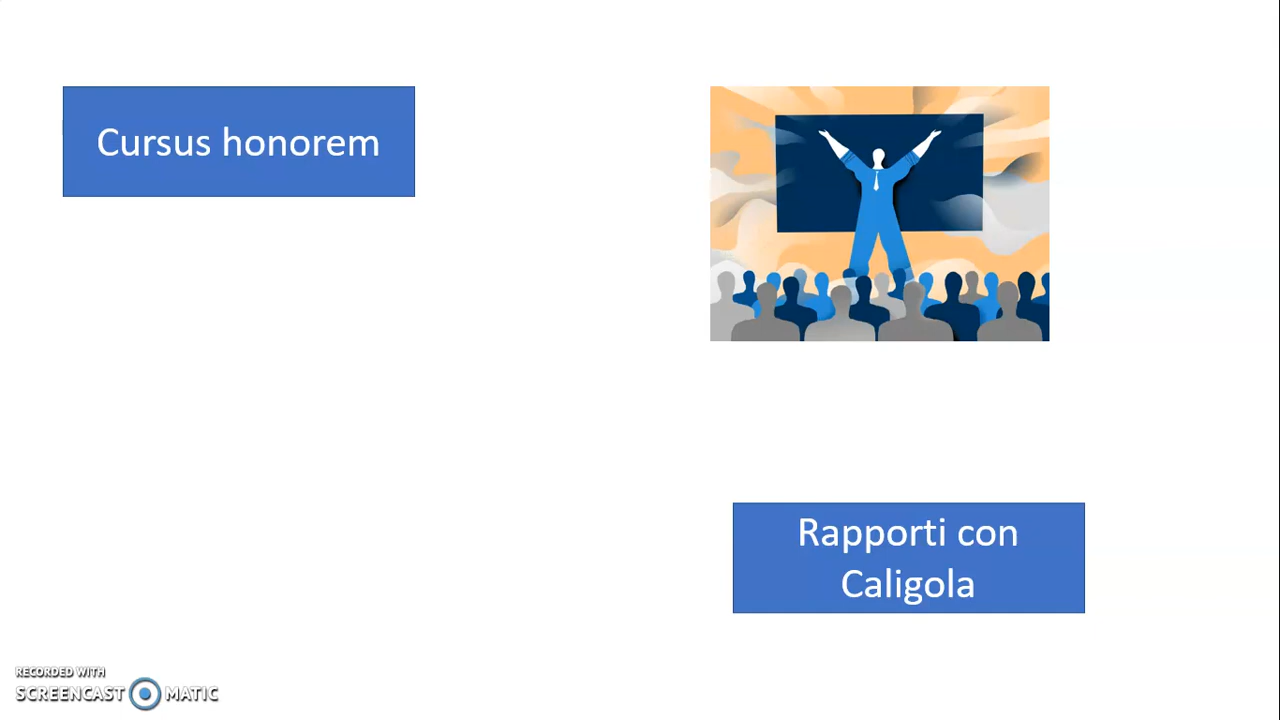 Cursus honorem
Rapporti con
Caligola
RECORDED WITH
SCREENCAST MATIC